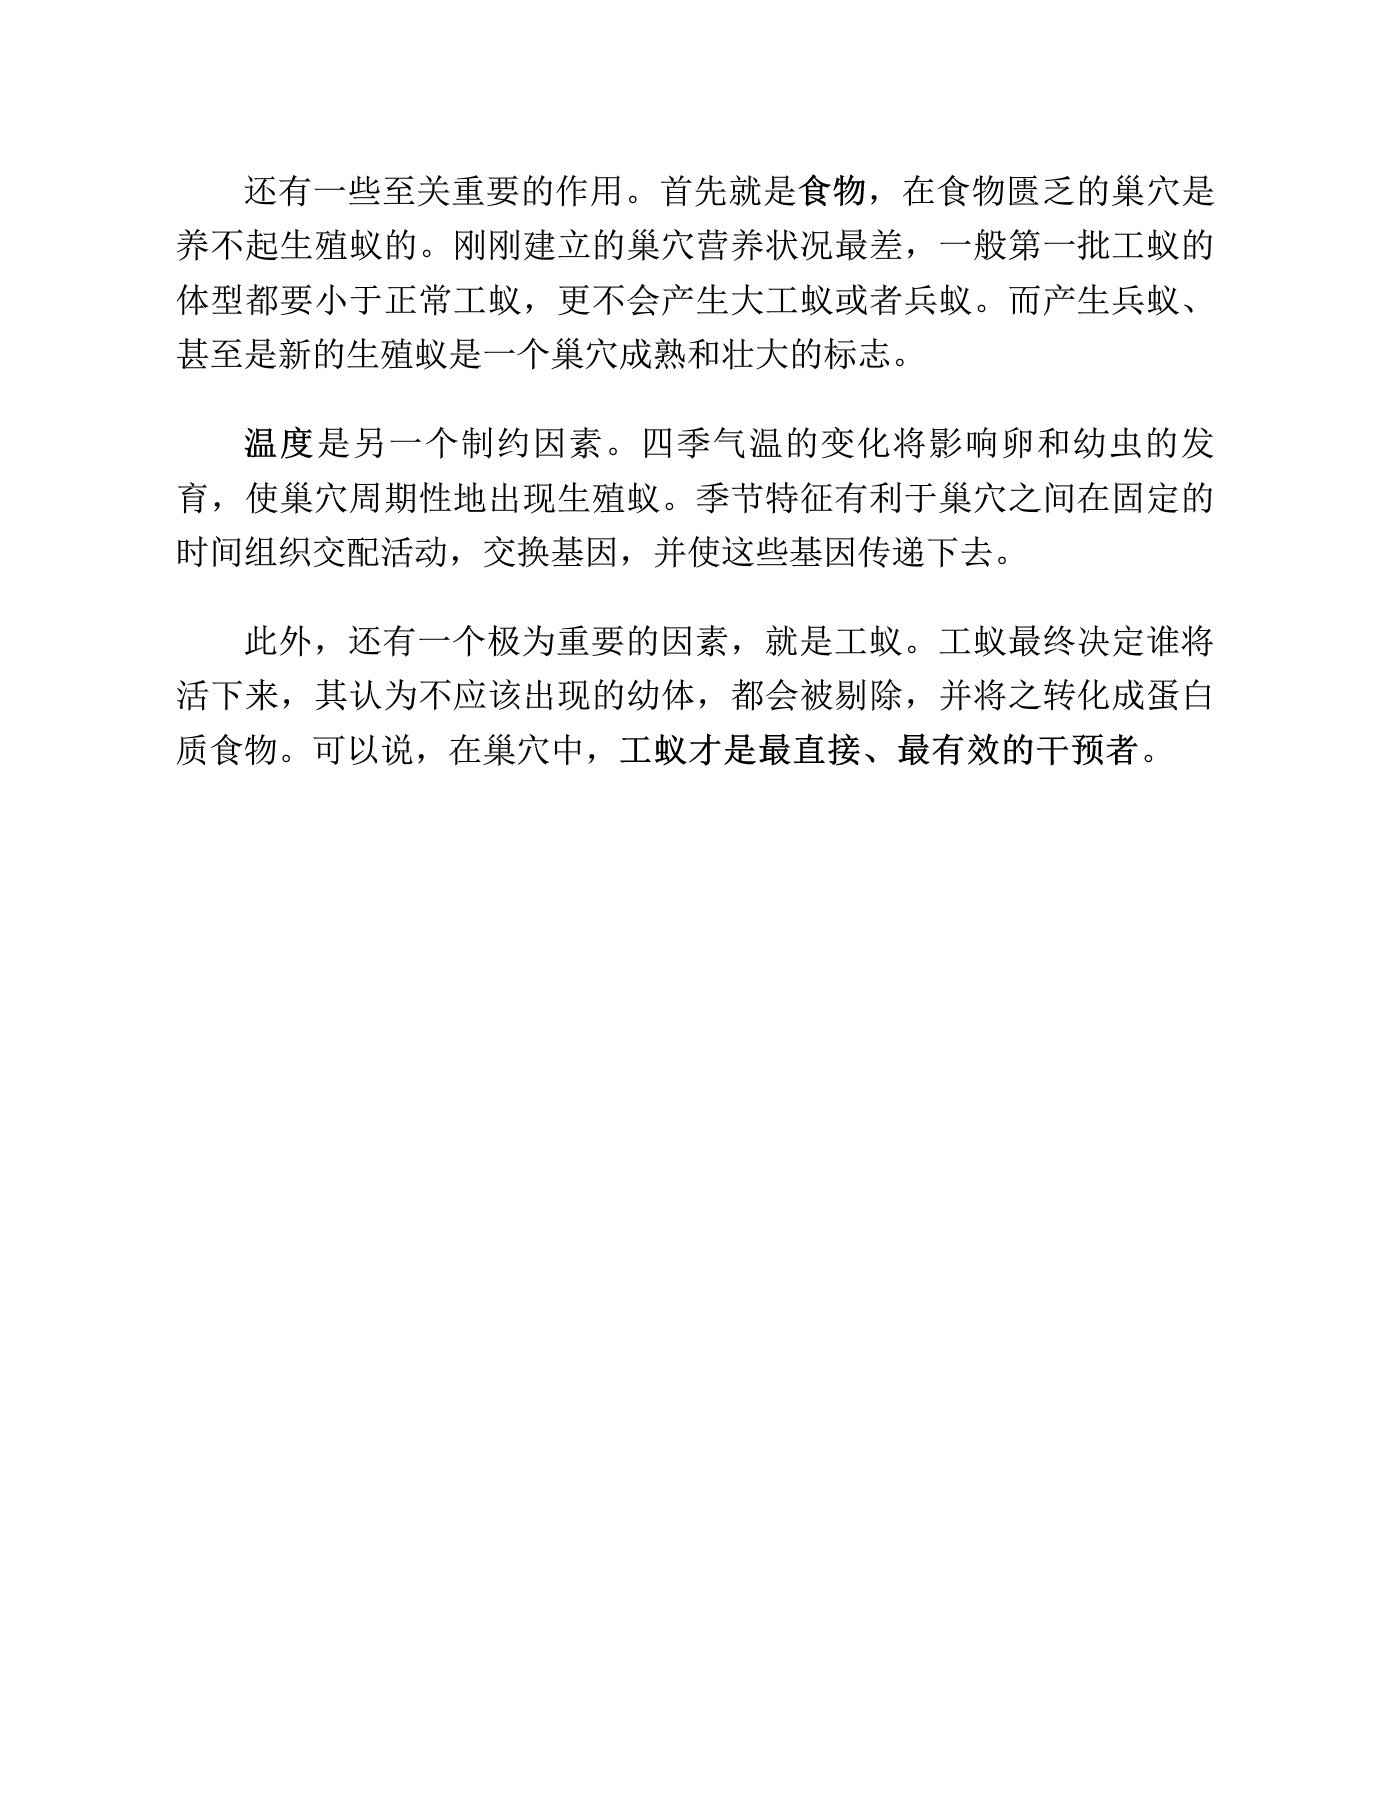 还有一些至关重要的作用。首先就是食物，在食物匮乏的巢穴是
养不起生殖蚁的。刚刚建立的巢穴营养状况最差，一般第一批工蚁的
体型都要小于正常工蚁，更不会产生大工蚁或者兵蚁。而产生兵蚁、
甚至是新的生殖蚁是一个巢穴成熟和壮大的标志。
温度是另一个制约因素。四季气温的变化将影响卵和幼虫的发
育，使巢穴周期性地出现生殖蚁。季节特征有利于巢穴之间在固定的
时间组织交配活动，交换基因，并使这些基因传递下去。
此外，还有一个极为重要的因素，就是工蚁。工蚁最终决定谁将
活下来，其认为不应该出现的幼体，都会被剔除，并将之转化成蛋白
质食物。可以说，在巢穴中，工蚁才是最直接、最有效的干预者。